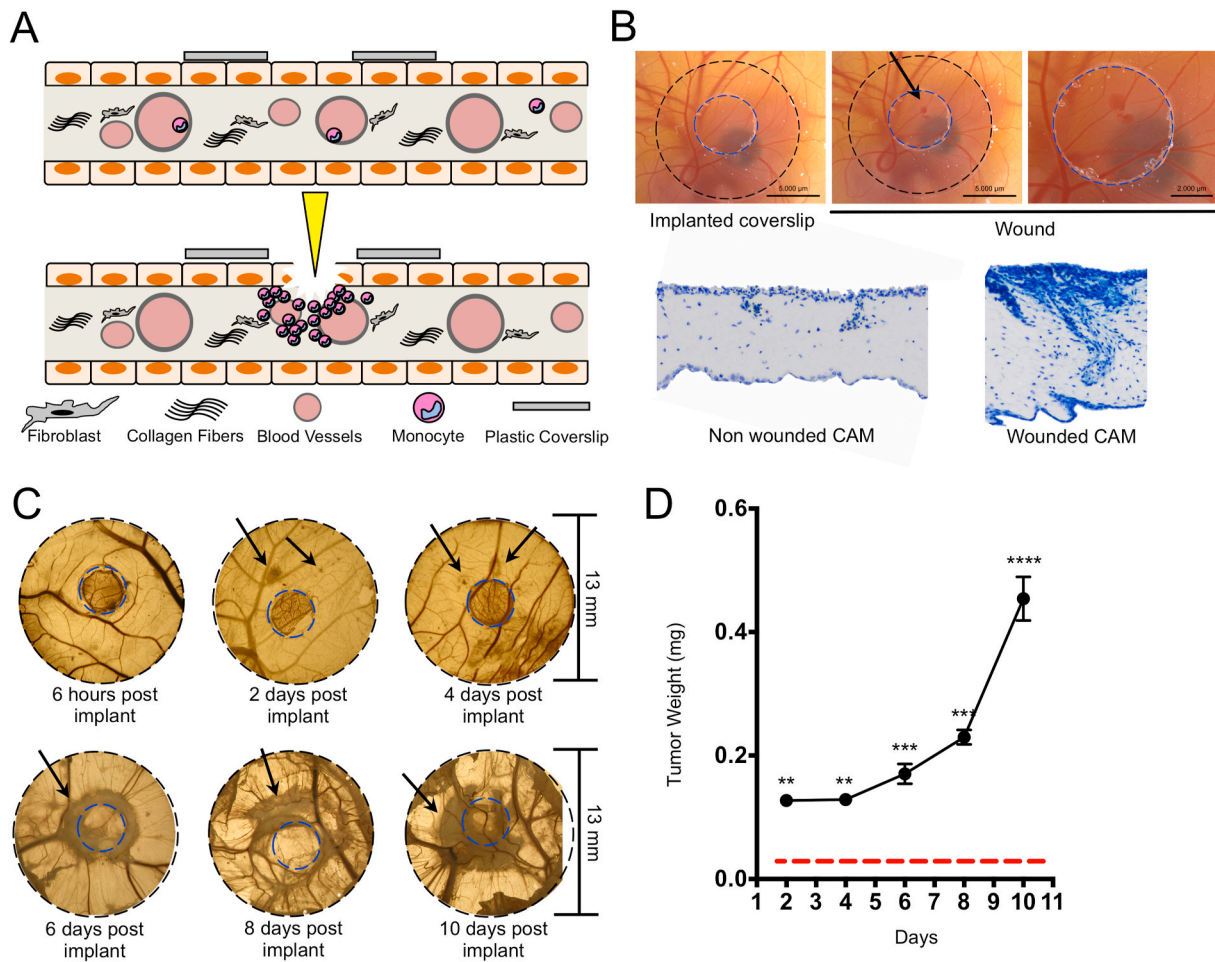 A
Fibroblast
Collagen Fibers
Blood Vessels
Monocyte
Plastic Coverslip
B
5.000 µm
5.000 µm
2.000 µm
Implanted coverslip
Wound
Non wounded CAM
Wounded CAM
C
6 hours post
implant
2 days post
implant
4 days post
implant
13 mm
6 days post
implant
8 days post
implant
10 days post
implant
13 mm
D
Tumor Weight (mg)
0.6
0.4
0.2
0.0
**
**
***
***
****
1 2 4 5 6 7 8 9 10 11
Days